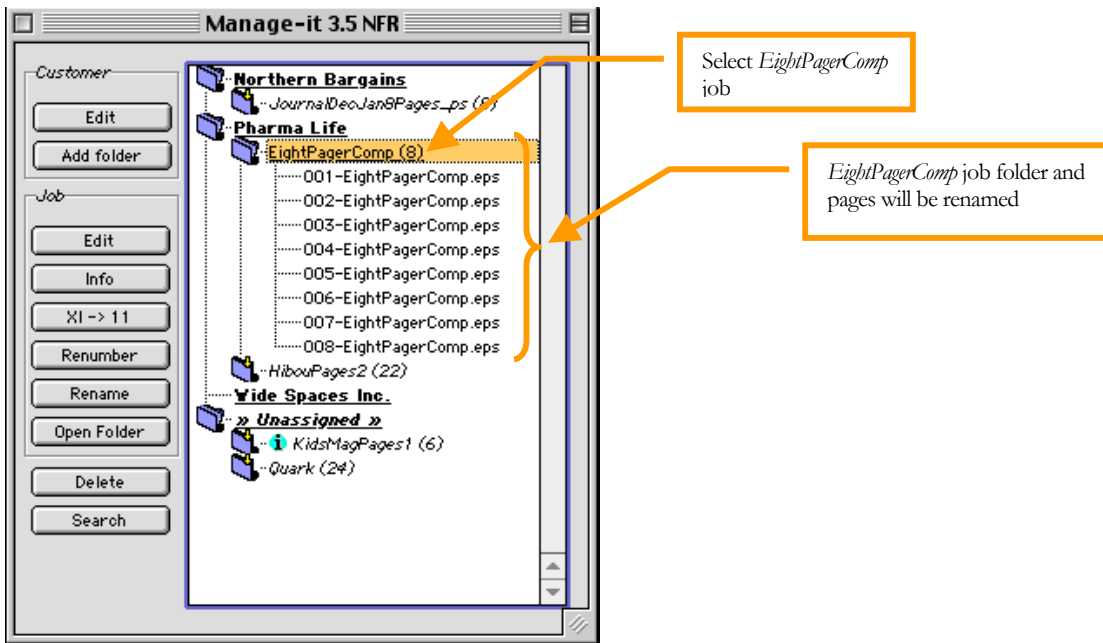 Manage-it 3.5 NFR
Customer
Edit
Add folder
Job
Edit
Info
XI -> 11
Renumber
Rename
Open Folder
Delete
Search
Northern Bargains
JournalDecJan8Pages_ps (8)
Pharma Life
EightPagerComp (8)
001-EightPagerComp.eps
002-EightPagerComp.eps
003-EightPagerComp.eps
004-EightPagerComp.eps
005-EightPagerComp.eps
006-EightPagerComp.eps
007-EightPagerComp.eps
008-EightPagerComp.eps
HibouPages2 (22)
Wide Spaces Inc.
» Unassigned »
KidsMagPages1 (6)
Quark (24)
Select EightPagerComp
job
EightPagerComp job folder and
pages will be renamed